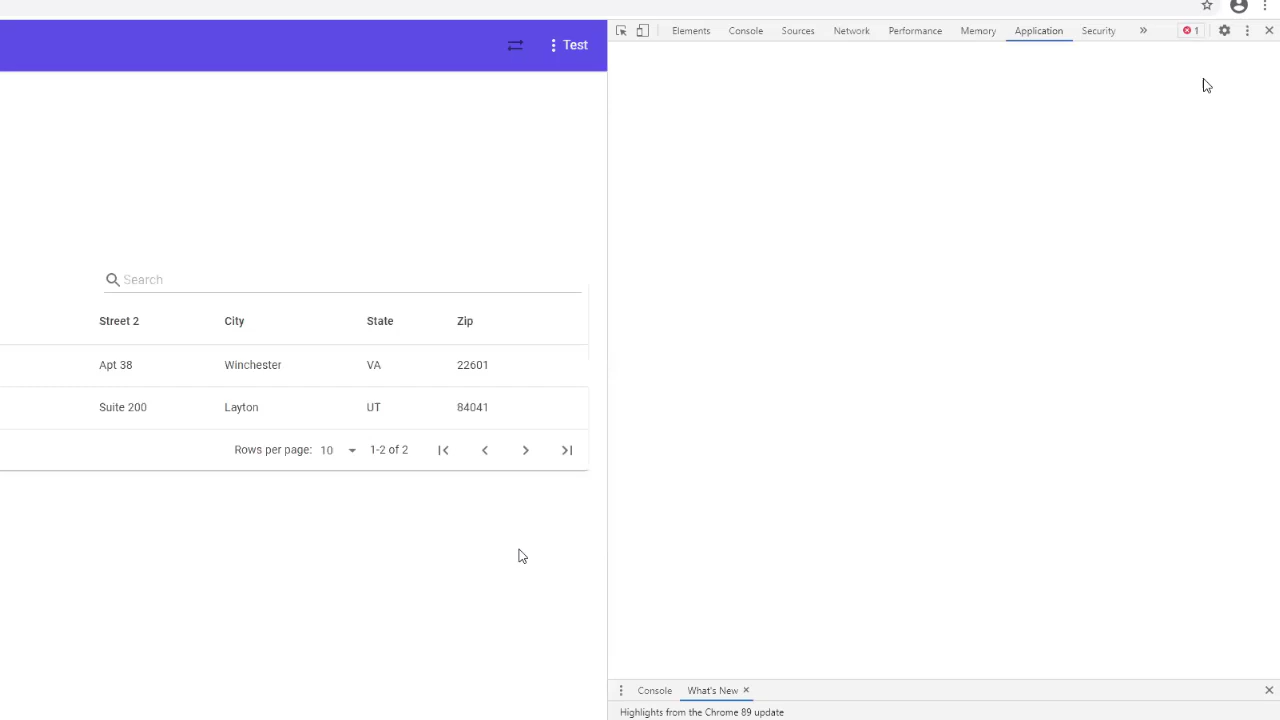 Test
Elements Console Sources Network Performance Memory Application Security » 1
Search
Street 2 City State Zip
Apt 38 Winchester VA 22601
Suite 200 Layton UT 84041
Rows per page: 10 1-2 of 2
Console What's New
Highlights from the Chrome 89 update